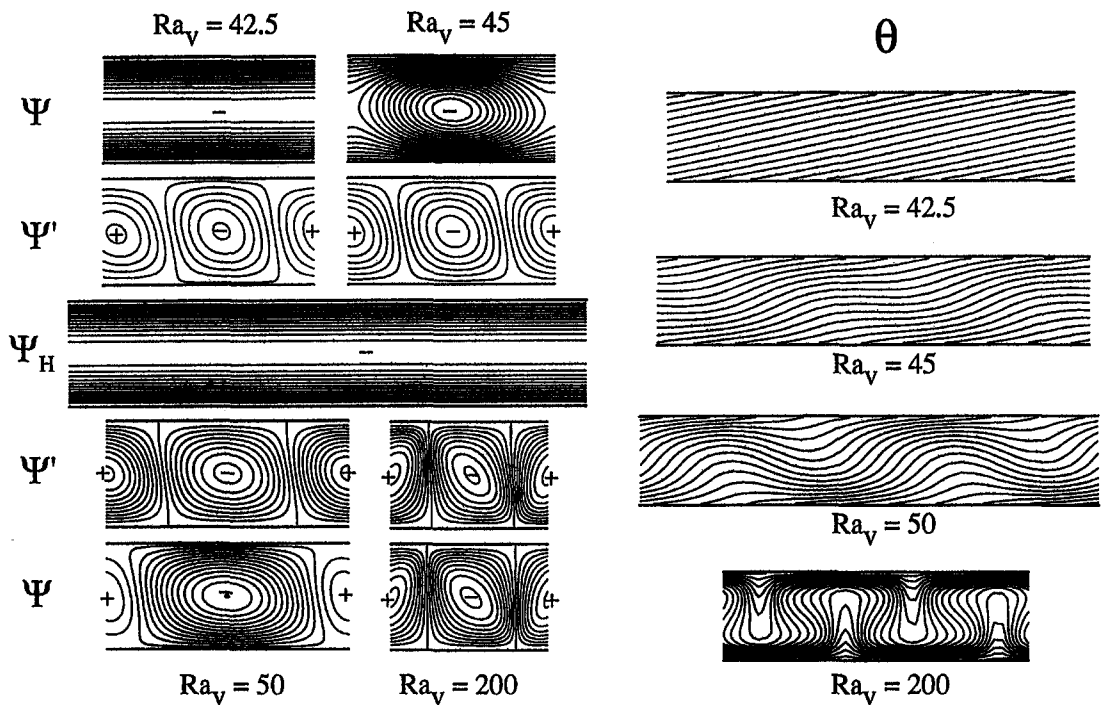 Ra_v = 42.5
Ra_v = 45
θ
Ψ
−
−
Ra_v = 42.5
Ψ'
+
−
+
−
+
Ψ_H
−
Ra_v = 45
Ψ'
+
−
+
+
−
+
Ra_v = 50
Ψ
+
+
+
−
+
Ra_v = 50
Ra_v = 200
Ra_v = 200